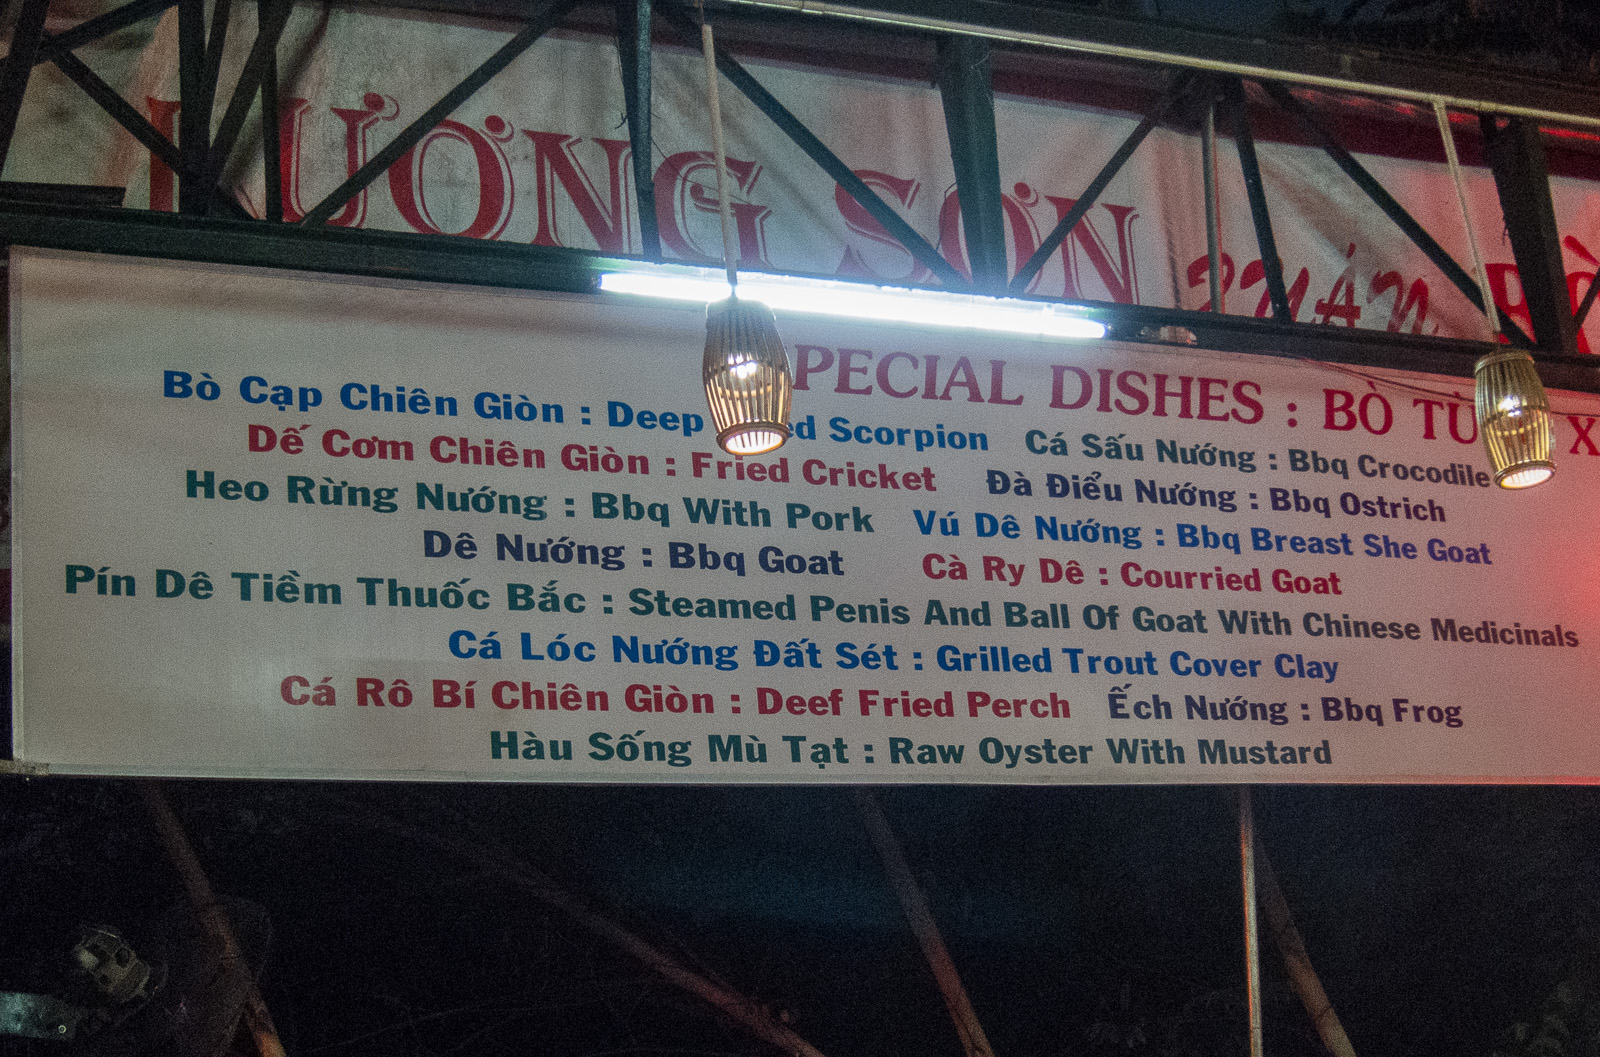 LƯƠNG SƠN QUÁN BÒ
SPECIAL DISHES : BÒ TÙ X
Bò Cạp Chiên Giòn : Deep Scorpion Cá Sấu Nướng : Bbq Crocodile
Dế Cơm Chiên Giòn : Fried Cricket Đà Điểu Nướng : Bbq Ostrich
Heo Rừng Nướng : Bbq With Pork Vú Dê Nướng : Bbq Breast She Goat
Dê Nướng : Bbq Goat Cà Ry Dê : Courried Goat
Pín Dê Tiềm Thuốc Bắc : Steamed Penis And Ball Of Goat With Chinese Medicinals
Cá Lóc Nướng Đất Sét : Grilled Trout Cover Clay
Cá Rô Bí Chiên Giòn : Deef Fried Perch Ếch Nướng : Bbq Frog
Hàu Sống Mù Tạt : Raw Oyster With Mustard